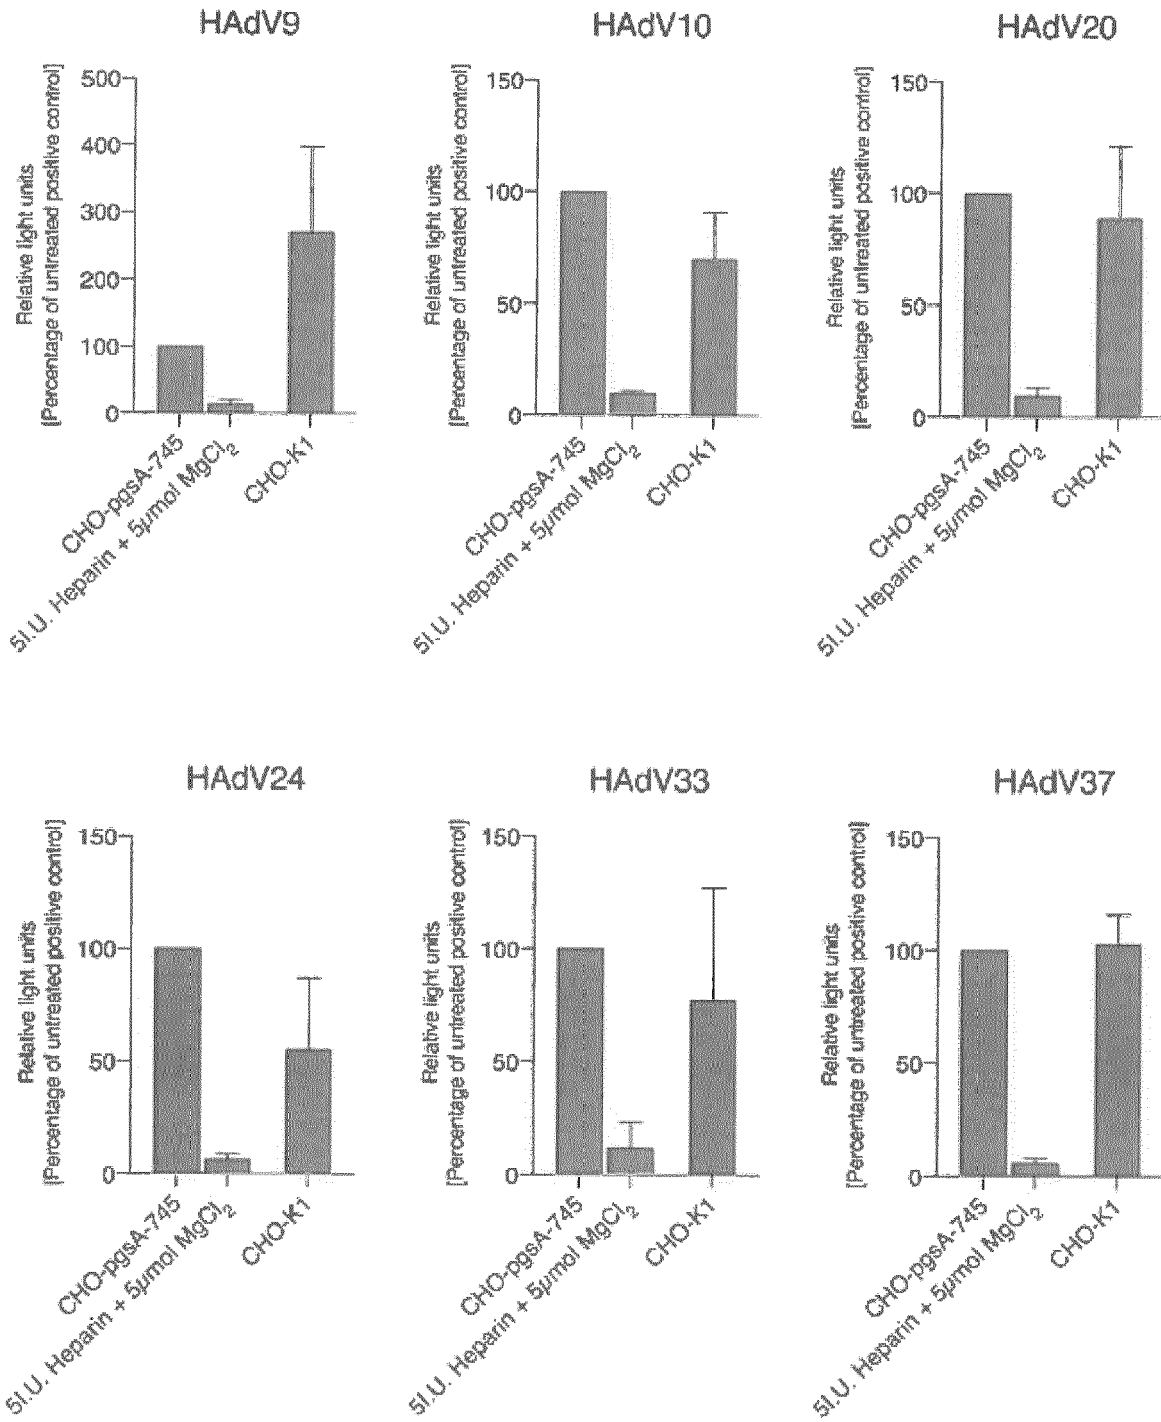 HAdV9
Relative light units
[Percentage of untreated positive control]
500
400
300
200
100
0
CHO-pgsA-745
5I.U. Heparin + 5µmol MgCl2
CHO-K1
HAdV10
Relative light units
[Percentage of untreated positive control]
150
100
50
0
CHO-pgsA-745
5I.U. Heparin + 5µmol MgCl2
CHO-K1
HAdV20
Relative light units
[Percentage of untreated positive control]
150
100
50
0
CHO-pgsA-745
5I.U. Heparin + 5µmol MgCl2
CHO-K1
HAdV24
Relative light units
[Percentage of untreated positive control]
150
100
50
0
CHO-pgsA-745
5I.U. Heparin + 5µmol MgCl2
CHO-K1
HAdV33
Relative light units
[Percentage of untreated positive control]
150
100
50
0
CHO-pgsA-745
5I.U. Heparin + 5µmol MgCl2
CHO-K1
HAdV37
Relative light units
[Percentage of untreated positive control]
150
100
50
0
CHO-pgsA-745
5I.U. Heparin + 5µmol MgCl2
CHO-K1